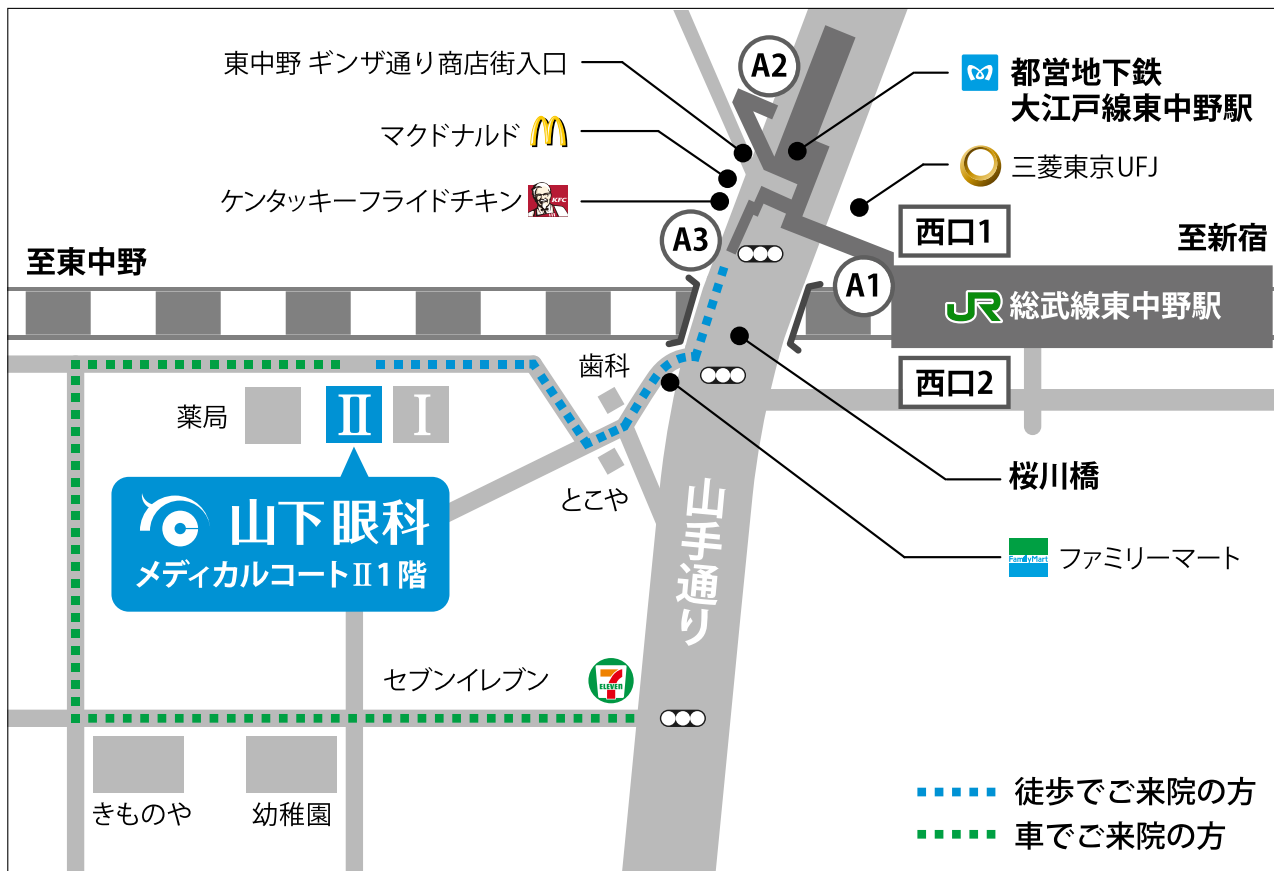 東中野 ギンザ通り商店街入口
A2
都営地下鉄
大江戸線東中野駅
マクドナルド
三菱東京UFJ
ケンタッキーフライドチキン
KFC
西口1
至新宿
A3
至東中野
A1
JR 総武線東中野駅
歯科
西口2
薬局
II
I
桜川橋
とこや
山下眼科
メディカルコートII1階
山手通り
FamilyMart
ファミリーマート
セブンイレブン
7
ELEVEN
きものや
幼稚園
徒歩でご来院の方
車でご来院の方